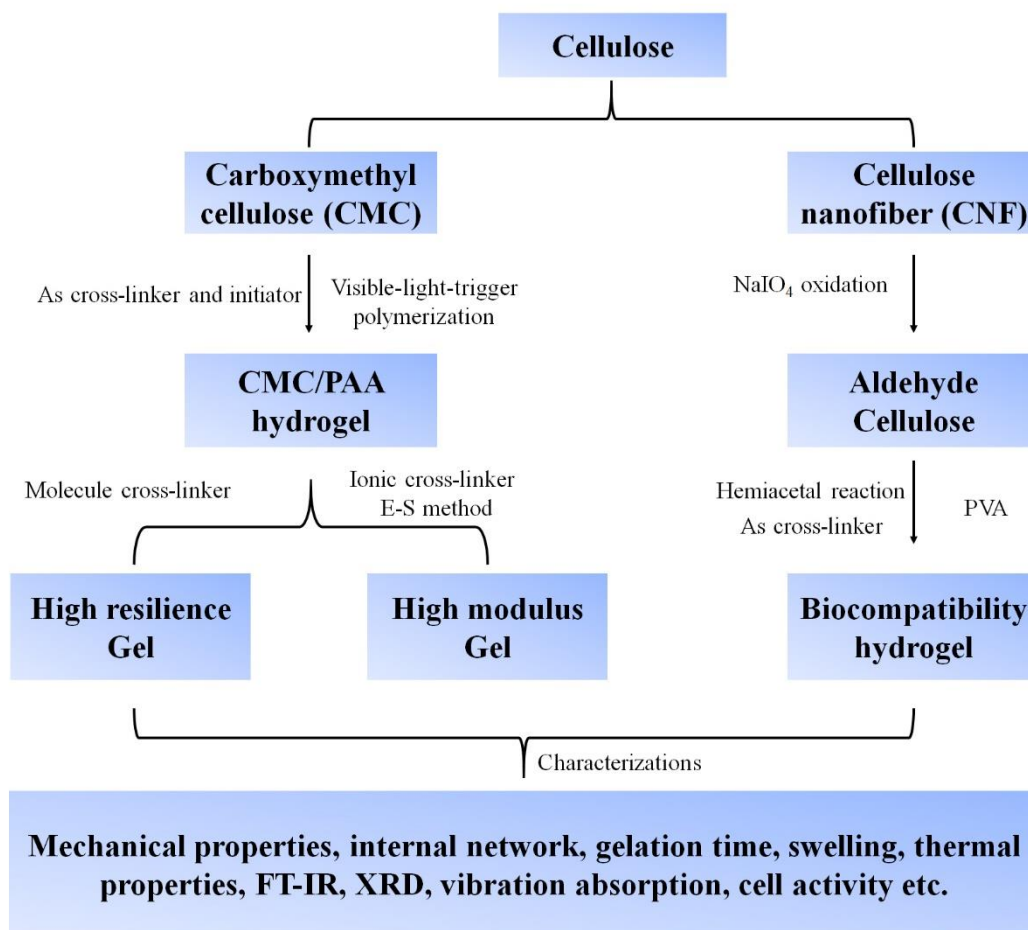 Cellulose
Carboxymethyl
cellulose (CMC)
Cellulose
nanofiber (CNF)
As cross-linker and initiator
Visible-light-trigger
polymerization
NaIO₄ oxidation
CMC/PAA
hydrogel
Aldehyde
Cellulose
Molecule cross-linker
Ionic cross-linker
E-S method
Hemiacetal reaction
As cross-linker
PVA
High resilience
Gel
High modulus
Gel
Biocompatibility
hydrogel
Characterizations
Mechanical properties, internal network, gelation time, swelling, thermal
properties, FT-IR, XRD, vibration absorption, cell activity etc.